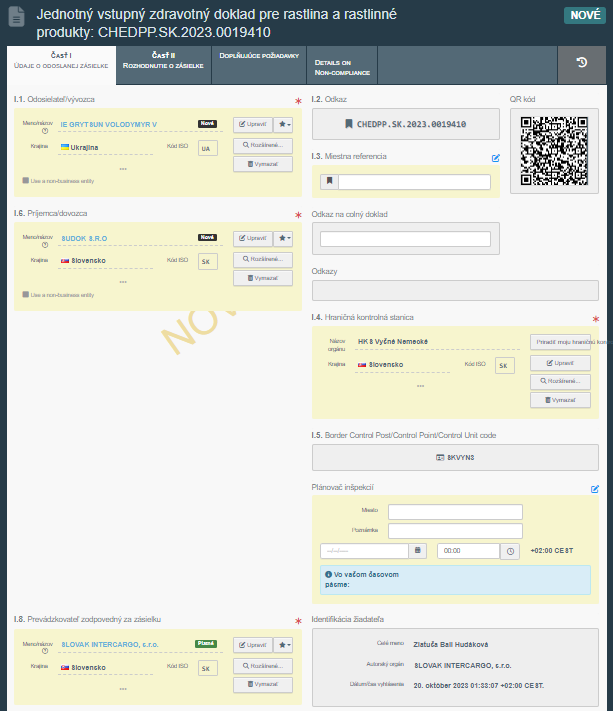 Jednotný vstupný zdravotný doklad pre rastlina a rastlinné
produkty: CHEDPP.SK.2023.0019410
NOVÉ
ČASŤ I
ÚDAJE O ODOSLANEJ ZÁSIELKE
ČASŤ II
ROZHODNUTIE O ZÁSIELKE
DOPLŇUJÚCE POŽIADAVKY
DETAILS ON
NON-COMPLIANCE
I.1. Odosielateľ/vývozca
Meno/názov
IE GRYTSUN VOLODYMYR V
Nová
Upraviť
Krajina
Ukrajina
Kód ISO
UA
Rozšírené...
Vymazať
Use a non-business entity
I.2. Odkaz
CHEDPP.SK.2023.0019410
QR kód
I.3. Miestna referencia
I.6. Príjemca/dovozca
Meno/názov
SUDOK S.R.O
Nová
Upraviť
Krajina
Slovensko
Kód ISO
SK
Rozšírené...
Vymazať
Use a non-business entity
Odkaz na colný doklad
Odkazy
I.4. Hraničná kontrolná stanica
Názov
orgánu
HKS Vyšné Nemecké
Priradiť moju hraničnú kon
Krajina
Slovensko
Kód ISO
SK
Upraviť
Rozšírené...
Vymazať
I.5. Border Control Post/Control Point/Control Unit code
SKVYN3
Plánovač inšpekcií
Miesto
Poznámka
--/--/----
00:00
+02:00 CEST
Vo vašom časovom
pásme:
I.8. Prevádzkovateľ zodpovedný za zásielku
Meno/názov
SLOVAK INTERCARGO, s.r.o.
Platná
Upraviť
Krajina
Slovensko
Kód ISO
SK
Rozšírené...
Vymazať
Identifikácia žiadateľa
Celé meno
Zlatuša Bali Hudáková
Autorský orgán
SLOVAK INTERCARGO, s.r.o.
Dátum/čas vyhlásenia
20. október 2023 01:33:07 +02:00 CEST.